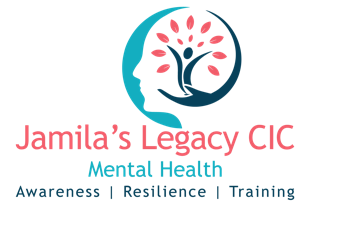 Jamila's Legacy CIC
Mental Health
Awareness | Resilience | Training